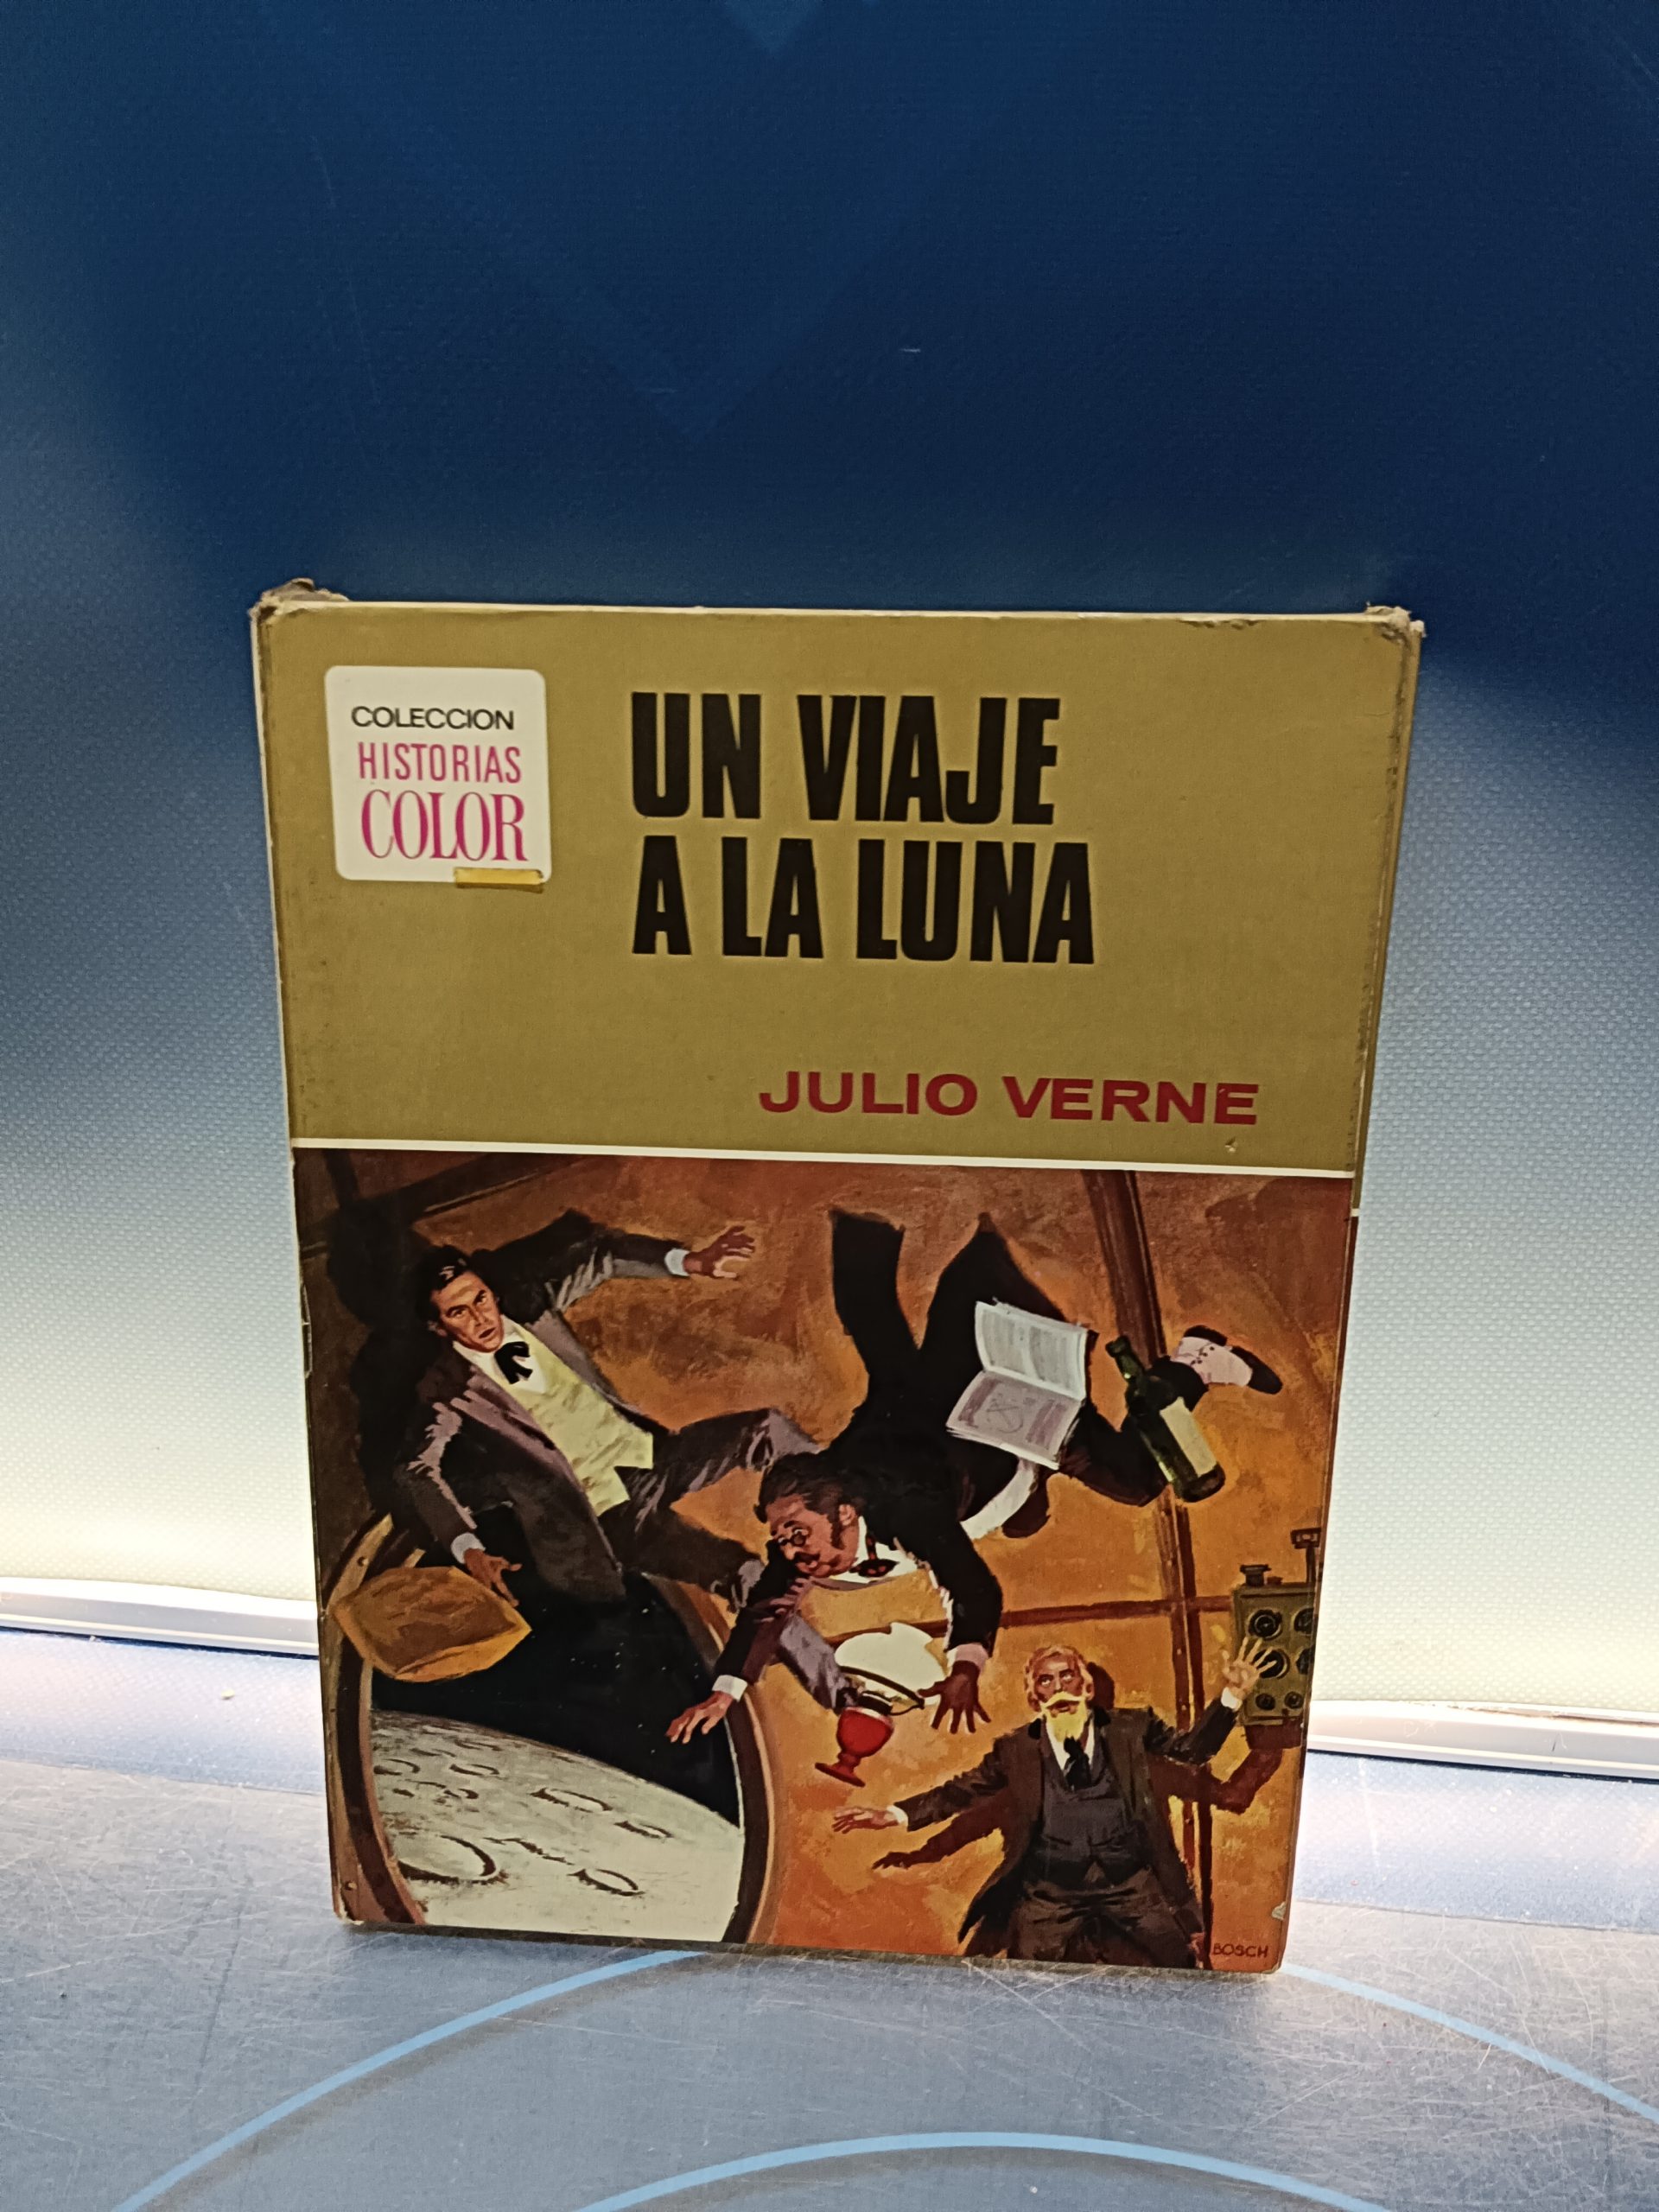 COLECCION
HISTORIAS
COLOR
UN VIAJE
A LA LUNA
JULIO VERNE
BOSCH